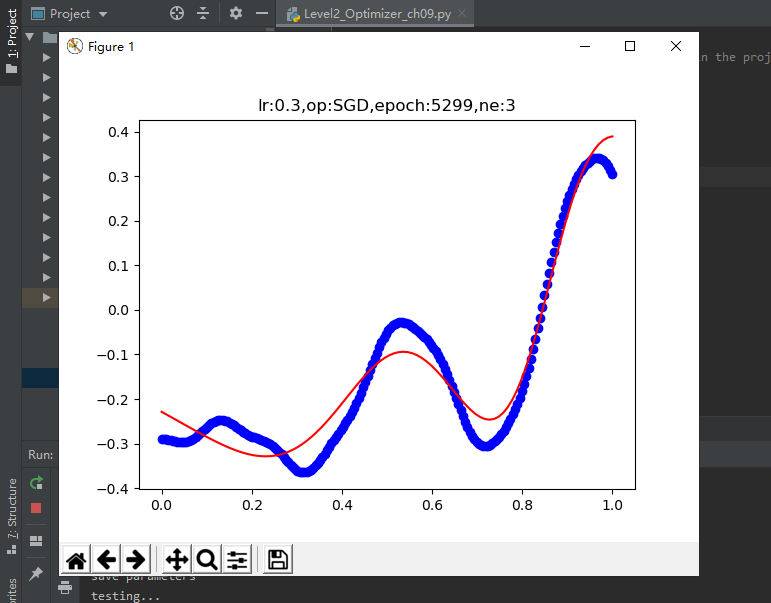 Project
Level2_Optimizer_ch09.py
1: Project
Figure 1
in the proj
lr:0.3,op:SGD,epoch:5299,ne:3
0.4
0.3
0.2
0.1
0.0
−0.1
−0.2
−0.3
−0.4
0.0 0.2 0.4 0.6 0.8 1.0
Run:
7: Structure
save parameters
testing...